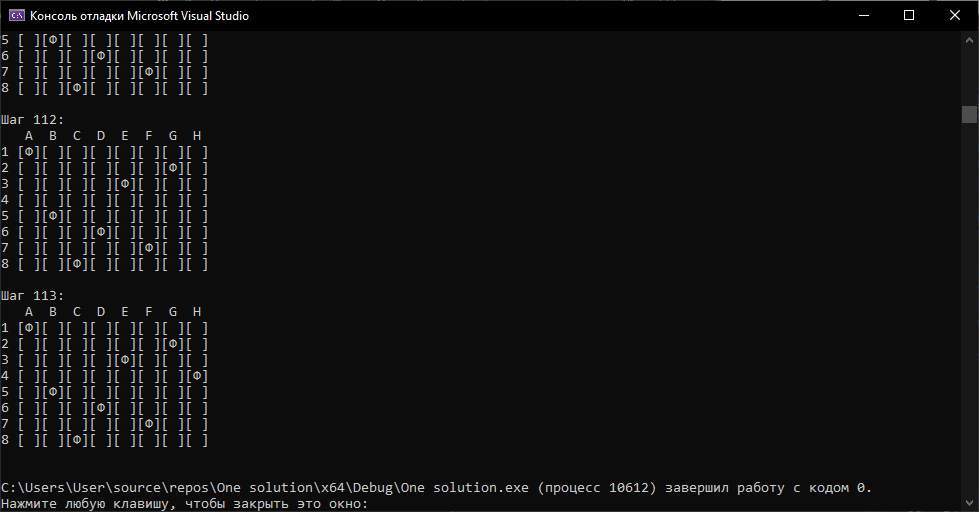 Консоль отладки Microsoft Visual Studio
5 [ ][Ф][ ][ ][ ][ ][ ][ ]
6 [ ][ ][ ][Ф][ ][ ][ ][ ]
7 [ ][ ][ ][ ][ ][Ф][ ][ ]
8 [ ][ ][Ф][ ][ ][ ][ ][ ]
Шаг 112:
   A  B  C  D  E  F  G  H
1 [Ф][ ][ ][ ][ ][ ][ ][ ]
2 [ ][ ][ ][ ][ ][ ][Ф][ ]
3 [ ][ ][ ][ ][Ф][ ][ ][ ]
4 [ ][ ][ ][ ][ ][ ][ ][ ]
5 [ ][Ф][ ][ ][ ][ ][ ][ ]
6 [ ][ ][ ][Ф][ ][ ][ ][ ]
7 [ ][ ][ ][ ][ ][Ф][ ][ ]
8 [ ][ ][Ф][ ][ ][ ][ ][ ]
Шаг 113:
   A  B  C  D  E  F  G  H
1 [Ф][ ][ ][ ][ ][ ][ ][ ]
2 [ ][ ][ ][ ][ ][ ][Ф][ ]
3 [ ][ ][ ][ ][Ф][ ][ ][ ]
4 [ ][ ][ ][ ][ ][ ][ ][Ф]
5 [ ][Ф][ ][ ][ ][ ][ ][ ]
6 [ ][ ][ ][Ф][ ][ ][ ][ ]
7 [ ][ ][ ][ ][ ][Ф][ ][ ]
8 [ ][ ][Ф][ ][ ][ ][ ][ ]
C:\Users\User\source\repos\One solution\x64\Debug\One solution.exe (процесс 10612) завершил работу с кодом 0.
Нажмите любую клавишу, чтобы закрыть это окно: